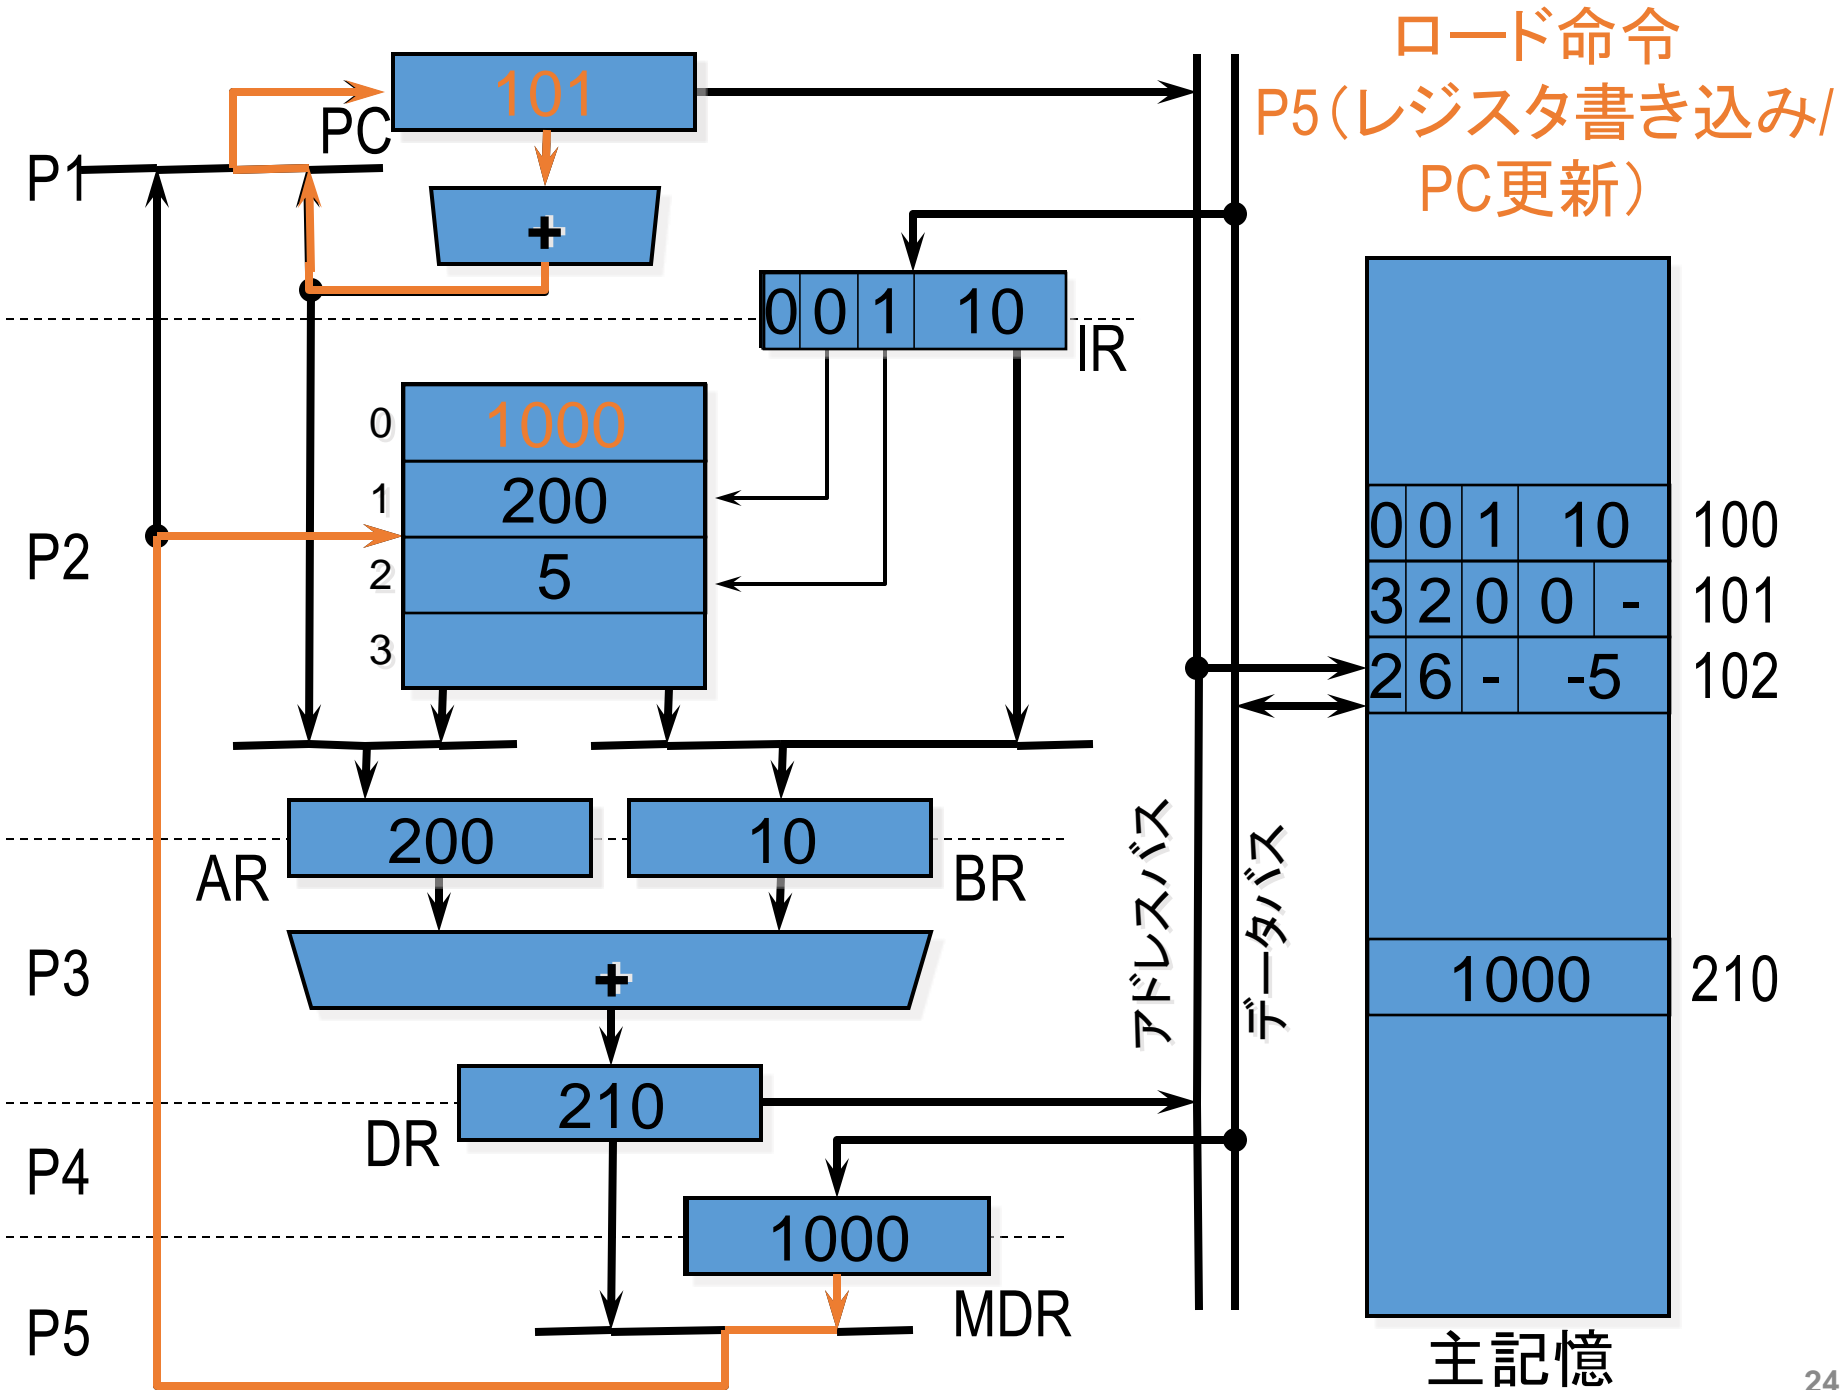 ロード命令
P5（レジスタ書き込み/
PC更新）
101
PC
P1
+
0 0 1 10
IR
0 1000
1 200
2 5
3
P2
0 0 1 10 100
3 2 0 0 - 101
2 6 - -5 102
200
AR
10
BR
アドレスバス
データバス
P3
+
1000 210
210
DR
P4
1000
MDR
P5
主記憶
24